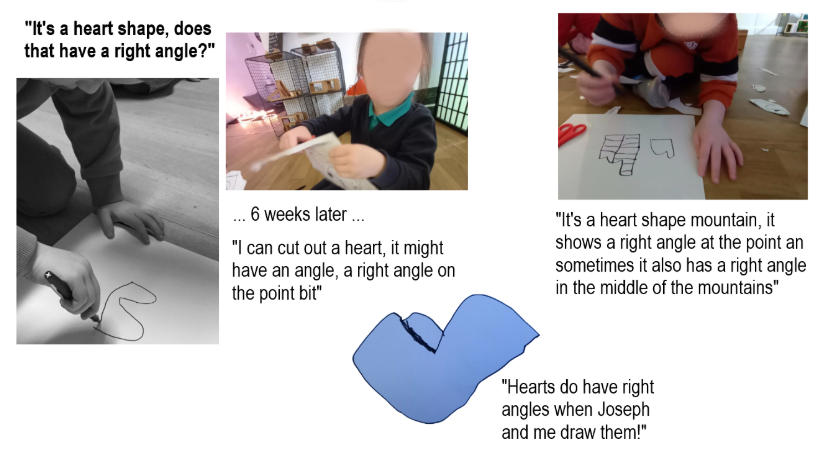 "It's a heart shape, does
that have a right angle?"
... 6 weeks later ...
"I can cut out a heart, it might
have an angle, a right angle on
the point bit"
"It's a heart shape mountain, it
shows a right angle at the point an
sometimes it also has a right angle
in the middle of the mountains"
"Hearts do have right
angles when Joseph
and me draw them!"